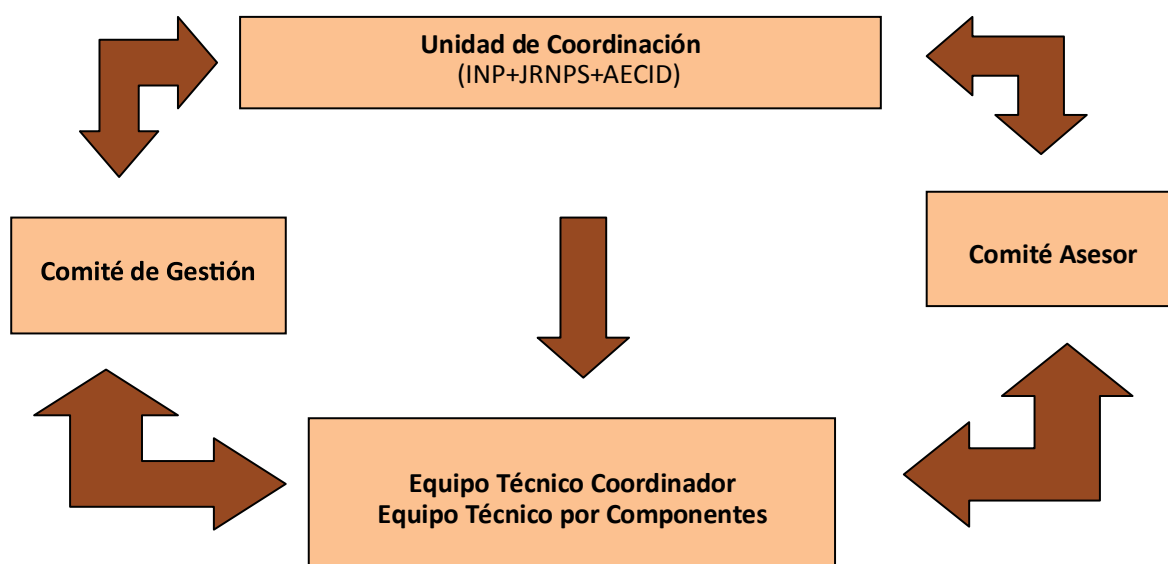 Unidad de Coordinación
(INP+JRNPS+AECID)
Comité de Gestión
Comité Asesor
Equipo Técnico Coordinador
Equipo Técnico por Componentes